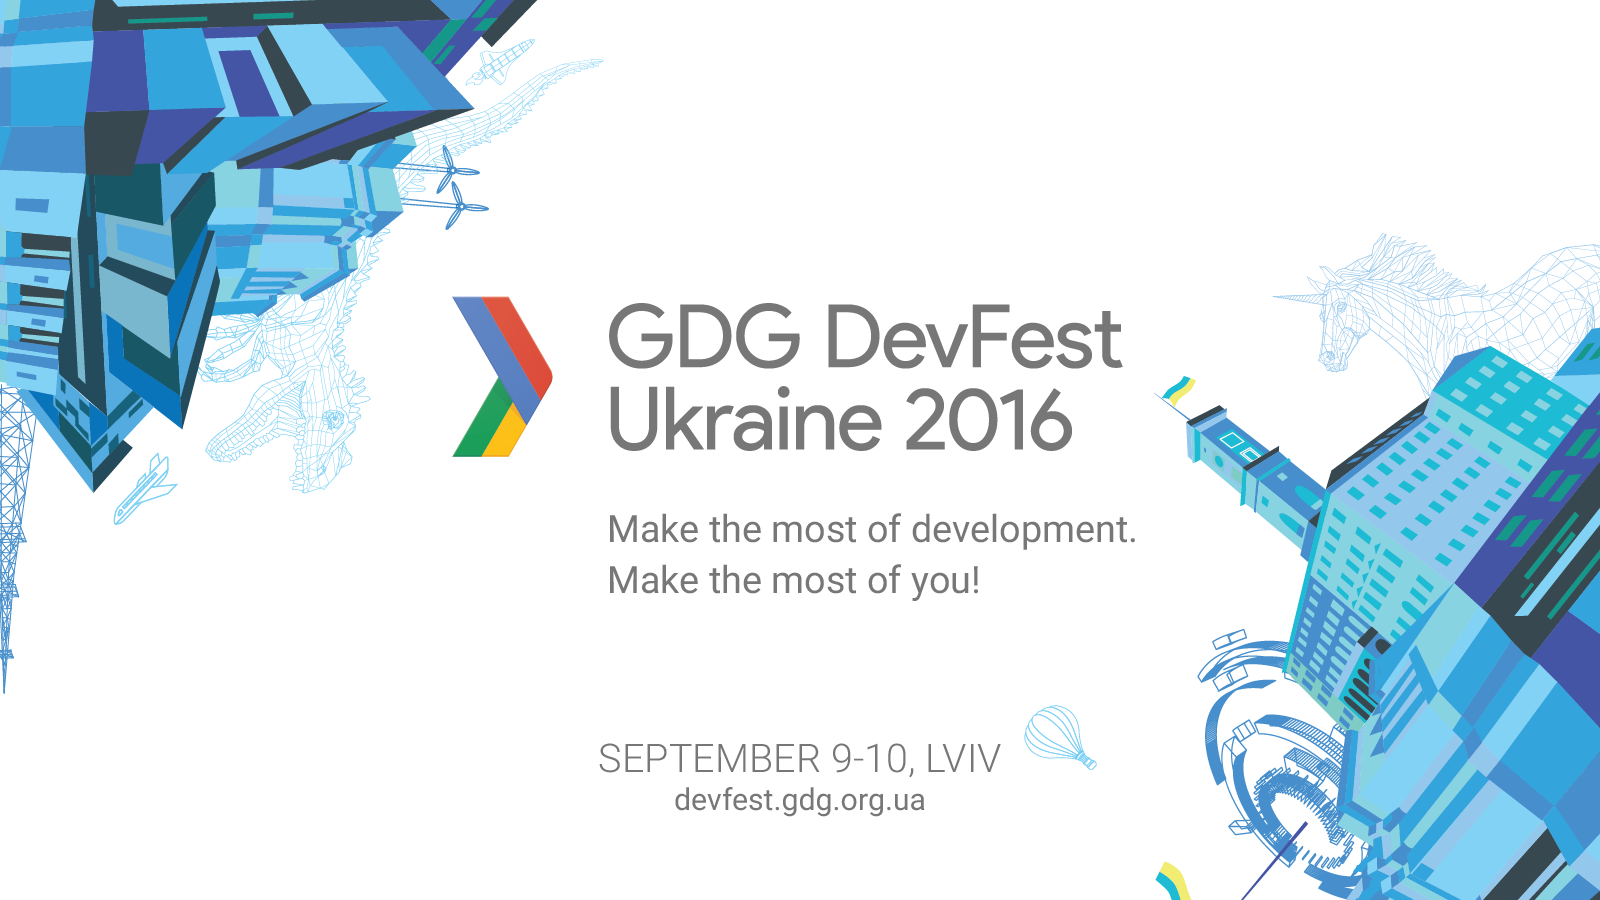 GDG DevFest
Ukraine 2016
Make the most of development.
Make the most of you!
SEPTEMBER 9-10, LVIV
devfest.gdg.org.ua